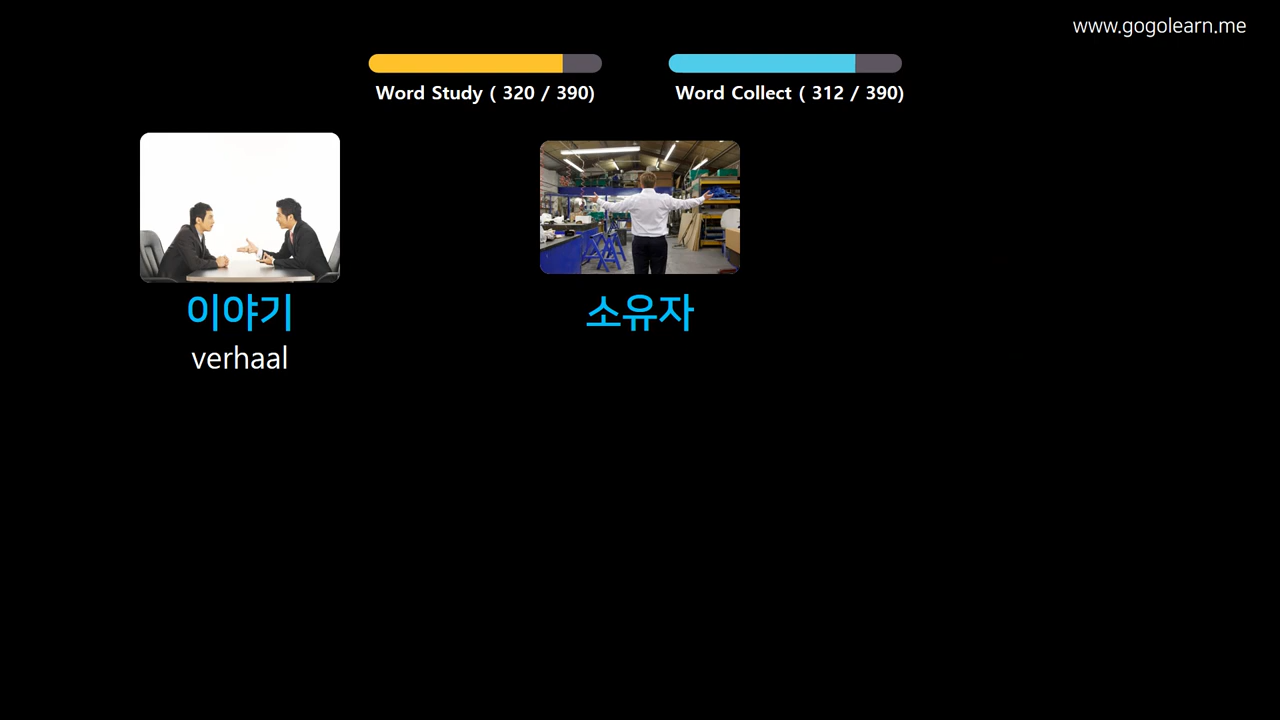 www.gogolearn.me
Word Study ( 320 / 390)
Word Collect ( 312 / 390)
이야기
소유자
verhaal